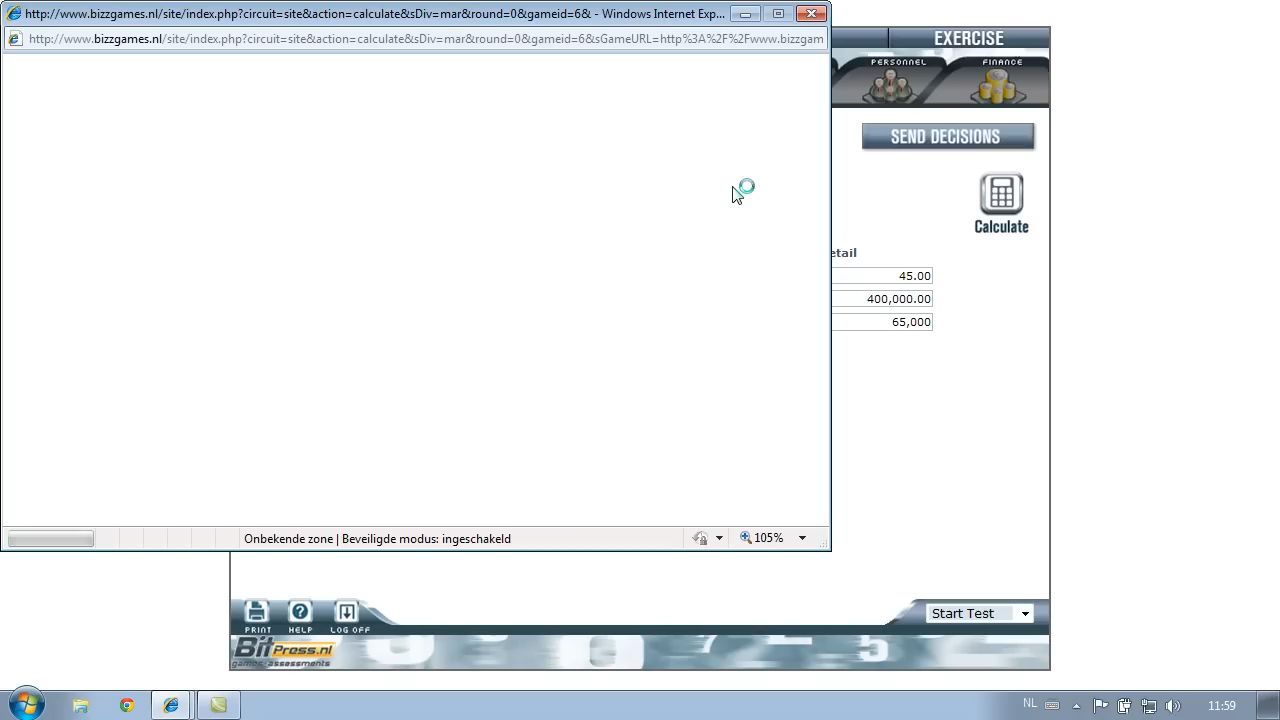 http://www.bizzgames.nl/site/index.php?circuit=site&action=calculate&sDiv=mar&round=0&gameid=6& - Windows Internet Exp...
http://www.bizzgames.nl/site/index.php?circuit=site&action=calculate&sDiv=mar&round=0&gameid=6&sGameURL=http%3A%2F%2Fwww.bizzgam
EXERCISE
PERSONNEL FINANCE
SEND DECISIONS
Calculate
etail
45.00
400,000.00
65,000
Onbekende zone | Beveiligde modus: ingeschakeld
105%
Start Test
PRINT HELP LOG OFF
BitPress.nl
games-assessments
NL
11:59